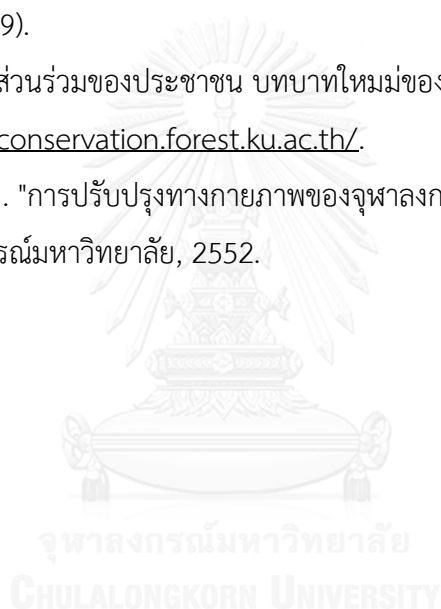 9).
ส่วนร่วมของประชาชน บทบาทใหมม่ของ
conservation.forest.ku.ac.th/.
. "การปรับปรุงทางกายภาพของจุฬาลงก
รณ์มหาวิทยาลัย, 2552.
จุฬาลงกรณ์มหาวิทยาลัย
CHULALONGKORN UNIVERSITY